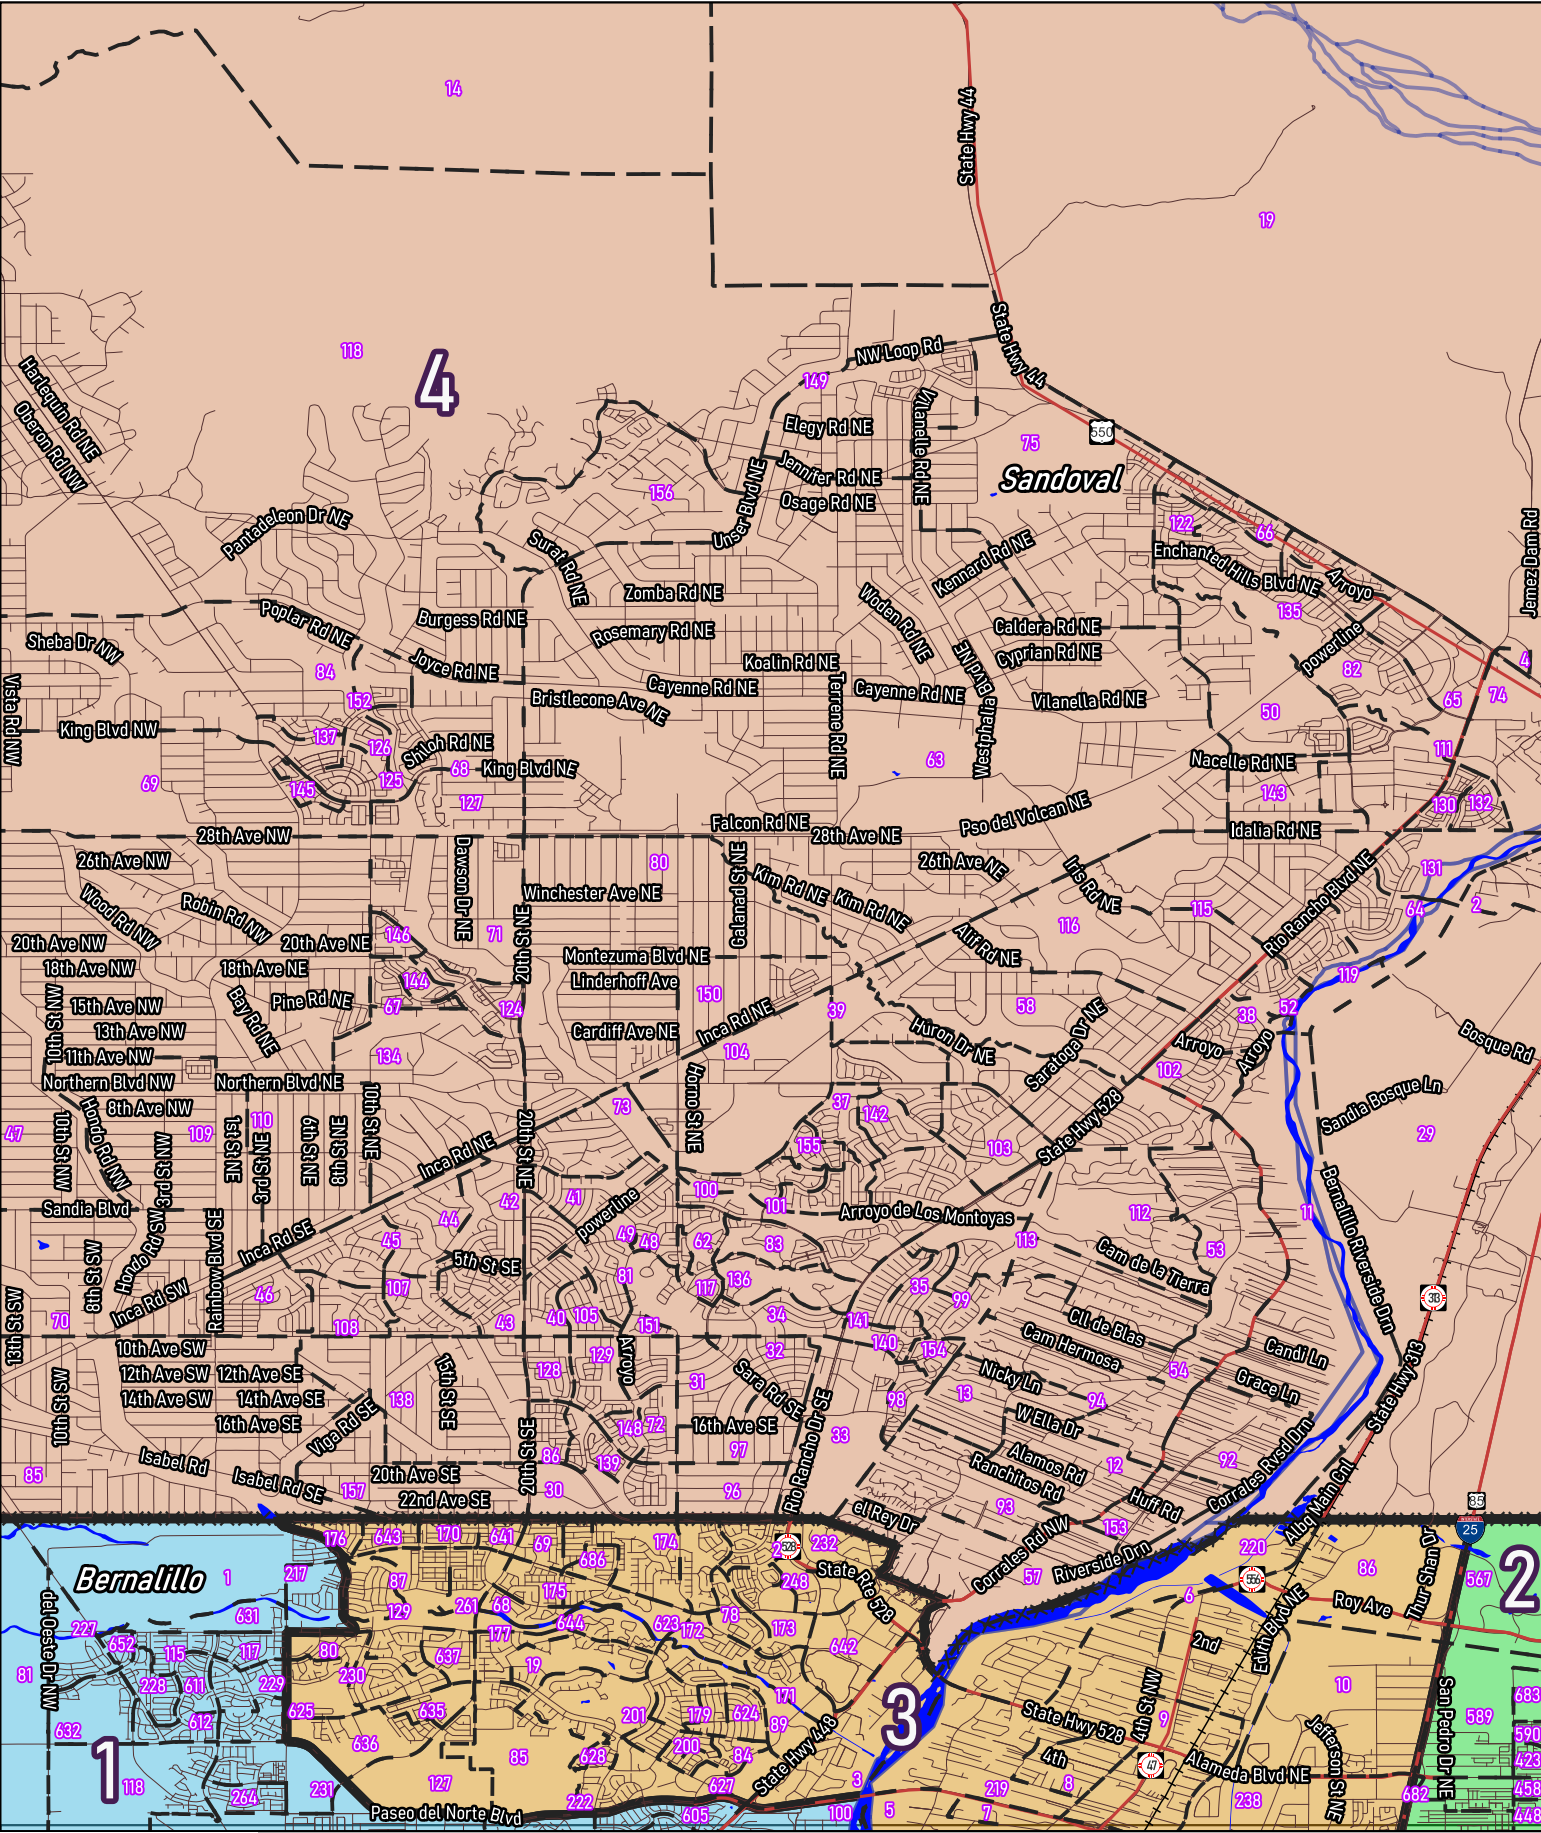 14
State Hwy 44
19
118
4
Harlequin Rd NE
Oberon Rd NW
149
NW Loop Rd
State Hwy 44
Elegy Rd NE
Vilanelle Rd NE
75
550
Sandoval
Jennifer Rd NE
Osage Rd NE
156
Unser Blvd NE
Pantadeleon Dr NE
Surat Rd NE
122
66
Enchanted Hills Blvd NE
Arroyo
Jemez Dam Rd
Kennard Rd NE
Zomba Rd NE
Woden Rd NE
135
Poplar Rd NE
Burgess Rd NE
Rosemary Rd NE
Caldera Rd NE
Cyprian Rd NE
powerline
82
Sheba Dr NW
84
Joyce Rd NE
Koalin Rd NE
Cayenne Rd NE
Cayenne Rd NE
Westphalia Blvd NE
Vilanella Rd NE
4
74
65
Vista Rd NW
152
Bristlecone Ave NE
Terreno Rd NE
50
King Blvd NW
137
126
Shiloh Rd NE
63
111
Nacelle Rd NE
69
145
125
68
King Blvd NE
127
143
130
132
28th Ave NW
Falcon Rd NE
28th Ave NE
Pso del Volcan NE
Idalia Rd NE
26th Ave NW
Dawson Dr NE
80
Galanad St NE
26th Ave NE
Iris Rd NE
131
Wood Rd NW
Robin Rd NW
Winchester Ave NE
Kim Rd NE
Kim Rd NE
116
115
Rio Rancho Blvd NE
64
2
20th Ave NW
20th Ave NE
146
71
20th St NE
Montezuma Blvd NE
Alif Rd NE
18th Ave NW
18th Ave NE
144
Linderhoff Ave
150
119
10th St NW
15th Ave NW
Bay Rd NE
Pine Rd NE
67
124
39
58
38
52
13th Ave NW
Cardiff Ave NE
Inca Rd NE
Huron Dr NE
Saratoga Dr NE
Arroyo
Arroyo
Bosque Rd
11th Ave NW
134
104
102
Northern Blvd NW
Northern Blvd NE
Homo St NE
Sandia Bosque Ln
8th Ave NW
110
10th St NE
73
37
142
State Hwy 528
29
47
10th St NW
Hondo Rd NW
109
1st St NE
3rd St NE
6th St NE
8th St NE
20th St NE
155
103
3rd St NW
Inca Rd NE
Sandia Blvd
42
41
powerline
100
101
Arroyo de Los Montoyas
112
11
Bernalillo Riverside Drn
44
45
49
48
62
83
113
53
8th St SW
Hondo Rd SW
Rainbow Blvd SE
Inca Rd SE
5th St SE
Cam de la Tierra
46
107
81
117
136
35
99
313
13th St SW
70
Inca Rd SW
108
43
40
105
151
34
141
Cll de Blas
10th Ave SW
Arroyo
129
32
140
154
Cam Hermosa
Candi Ln
12th Ave SW
12th Ave SE
128
31
Sara Rd SE
Nicky Ln
54
Grace Ln
State Hwy 313
10th St SW
14th Ave SW
14th Ave SE
138
15th St SE
98
13
94
16th Ave SE
Viga Rd SE
148
72
16th Ave SE
33
W Ella Dr
20th St SE
86
97
Rio Rancho Dr SE
Alamos Rd
92
Corrales Rvsd Drn
85
Isabel Rd
Isabel Rd SE
20th Ave SE
139
Ranchitos Rd
12
157
22nd Ave SE
30
96
el Rey Dr
93
Huff Rd
Albq Main Cnl
85
25
176
643
170
641
69
174
2
528
232
153
220
Thur Shan Dr
Bernalillo
1
217
87
686
175
248
State Rte 528
57
Corrales Rd NW
Riverside Drn
556
86
567
2
del Oeste Dr NW
227
631
129
261
68
644
623
172
78
173
6
Edith Blvd NE
Roy Ave
652
115
117
80
177
642
2nd
81
228
611
229
230
637
19
10
632
612
625
635
201
179
624
171
89
3
State Hwy 528
4th St NW
9
San Pedro Dr NE
683
589
1
636
85
628
200
84
State Hwy 448
4th
47
Alameda Blvd NE
Jefferson St NE
590
423
118
264
231
127
627
3
219
8
238
682
458
Paseo del Norte Blvd
222
605
100
5
7
448